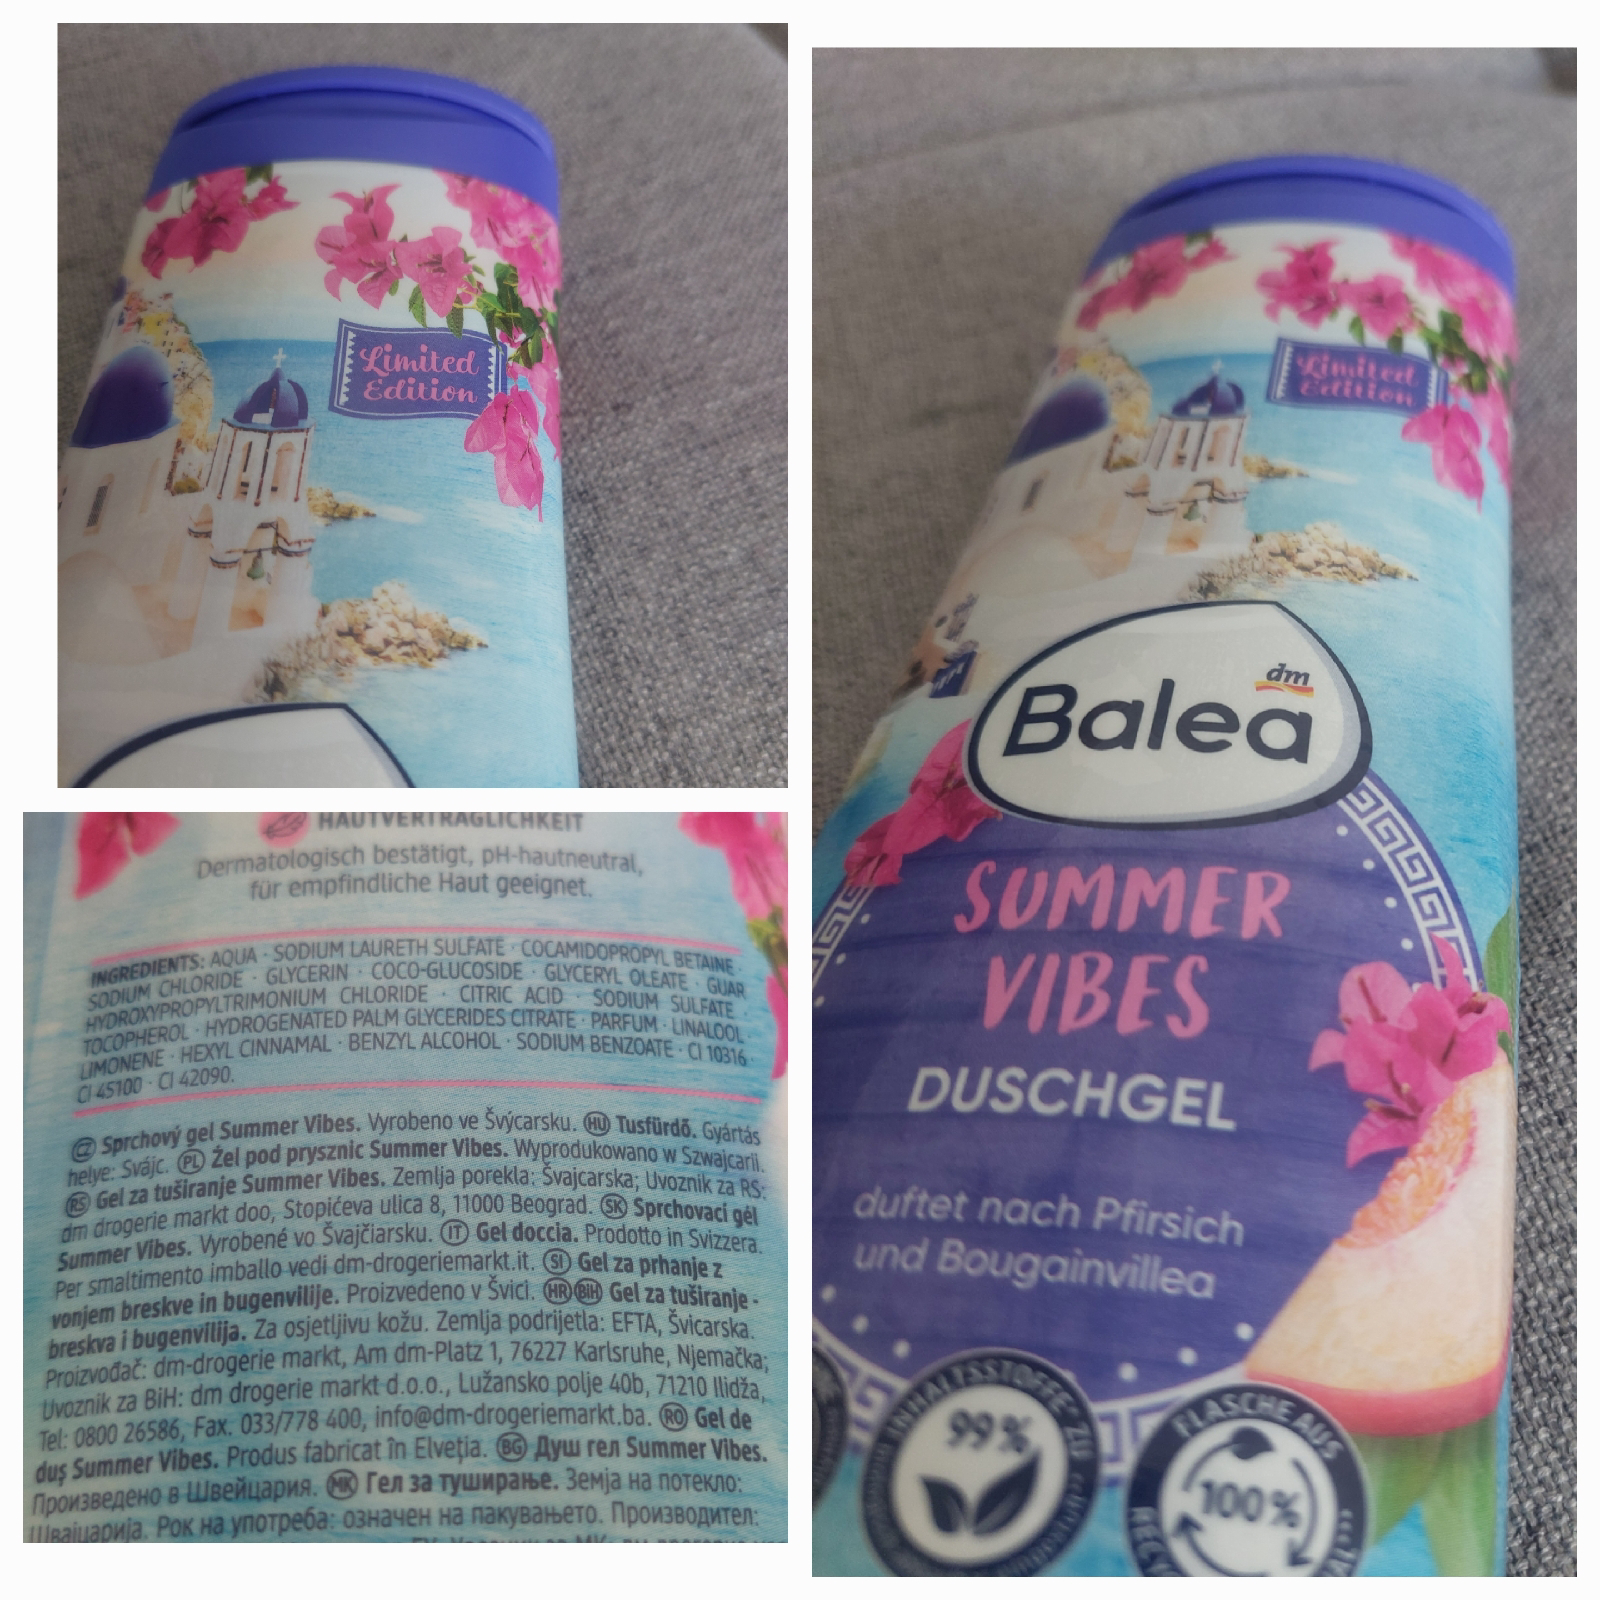 Limited
Edition
HAUTVERTRÄGLICHKEIT
Dermatologisch bestätigt, pH-hautneutral,
für empfindliche Haut geeignet.
INGREDIENTS: AQUA · SODIUM LAURETH SULFATE · COCAMIDOPROPYL BETAINE ·
SODIUM CHLORIDE · GLYCERIN · COCO-GLUCOSIDE · GLYCERYL OLEATE · GUAR
HYDROXYPROPYLTRIMONIUM CHLORIDE · CITRIC ACID · SODIUM SULFATE ·
TOCOPHEROL · HYDROGENATED PALM GLYCERIDES CITRATE · PARFUM · LINALOOL ·
LIMONENE · HEXYL CINNAMAL · BENZYL ALCOHOL · SODIUM BENZOATE · CI 10316 ·
CI 45100 · CI 42090.
CZ Sprchový gel Summer Vibes. Vyrobeno ve Švýcarsku. HU Tusfürdő. Gyártás
helye: Svájc. PL Żel pod prysznic Summer Vibes. Wyprodukowano w Szwajcarii.
RS Gel za tuširanje Summer Vibes. Zemlja porekla: Švajcarska; Uvoznik za RS:
dm drogerie markt doo, Stopićeva ulica 8, 11000 Beograd. SK Sprchovací gél
Summer Vibes. Vyrobené vo Švajčiarsku. IT Gel doccia. Prodotto in Svizzera.
Per smaltimento imballo vedi dm-drogeriemarkt.it. SI Gel za prhanje z
vonjem breskve in bugenvilije. Proizvedeno v Švici. HR BiH Gel za tuširanje -
breskva i bugenvilija. Za osjetljivu kožu. Zemlja podrijetla: EFTA, Švicarska.
Proizvođač: dm-drogerie markt, Am dm-Platz 1, 76227 Karlsruhe, Njemačka;
Uvoznik za BiH: dm drogerie markt d.o.o., Lužansko polje 40b, 71210 Ilidža,
Tel: 0800 26586, Fax. 033/778 400, info@dm-drogeriemarkt.ba. RO Gel de
duș Summer Vibes. Produs fabricat în Elveția. BG Душ гел Summer Vibes.
Произведено в Швейцария. MK Гел за туширање. Земја на потекло:
Швајцарија. Рок на употреба: означен на пакувањето. Производител:
Limited
Edition
dm
Balea
SUMMER
VIBES
DUSCHGEL
duftet nach Pfirsich
und Bougainvillea
INHALTSSTOFFE* ZU
99%
FLASCHE AUS
100%